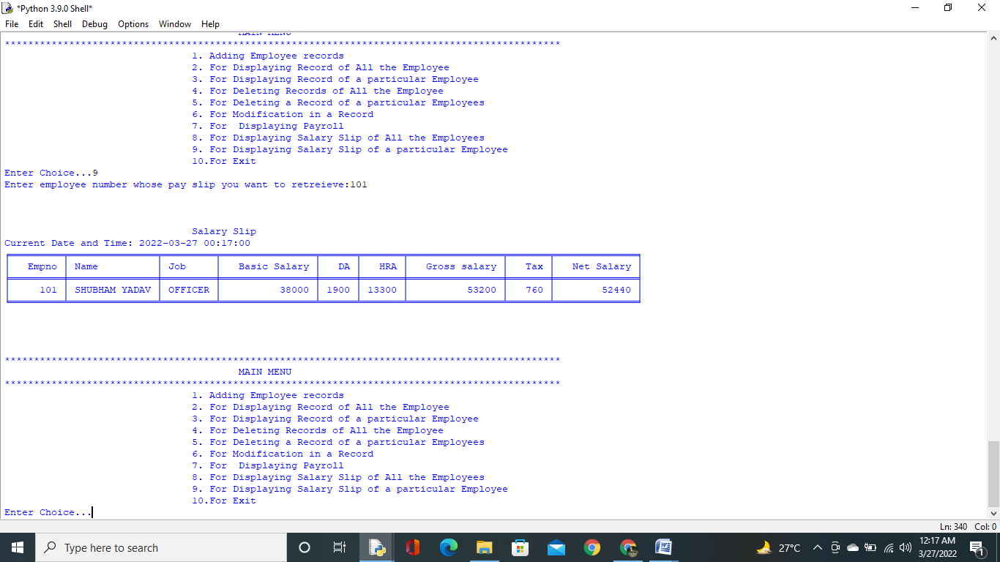 *Python 3.9.0 Shell*
File Edit Shell Debug Options Window Help
MAIN MENU
***********************************************************************************************
1. Adding Employee records
2. For Displaying Record of All the Employee
3. For Displaying Record of a particular Employee
4. For Deleting Records of All the Employee
5. For Deleting a Record of a particular Employees
6. For Modification in a Record
7. For  Displaying Payroll
8. For Displaying Salary Slip of All the Employees
9. For Displaying Salary Slip of a particular Employee
10.For Exit
Enter Choice...9
Enter employee number whose pay slip you want to retreieve:101
Salary Slip
Current Date and Time: 2022-03-27 00:17:00
Empno Name Job Basic Salary DA HRA Gross salary Tax Net Salary
101 SHUBHAM YADAV OFFICER 38000 1900 13300 53200 760 52440
***********************************************************************************************
MAIN MENU
***********************************************************************************************
1. Adding Employee records
2. For Displaying Record of All the Employee
3. For Displaying Record of a particular Employee
4. For Deleting Records of All the Employee
5. For Deleting a Record of a particular Employees
6. For Modification in a Record
7. For  Displaying Payroll
8. For Displaying Salary Slip of All the Employees
9. For Displaying Salary Slip of a particular Employee
10.For Exit
Enter Choice...
Ln: 340 Col: 0
Type here to search
27°C
12:17 AM
3/27/2022
1